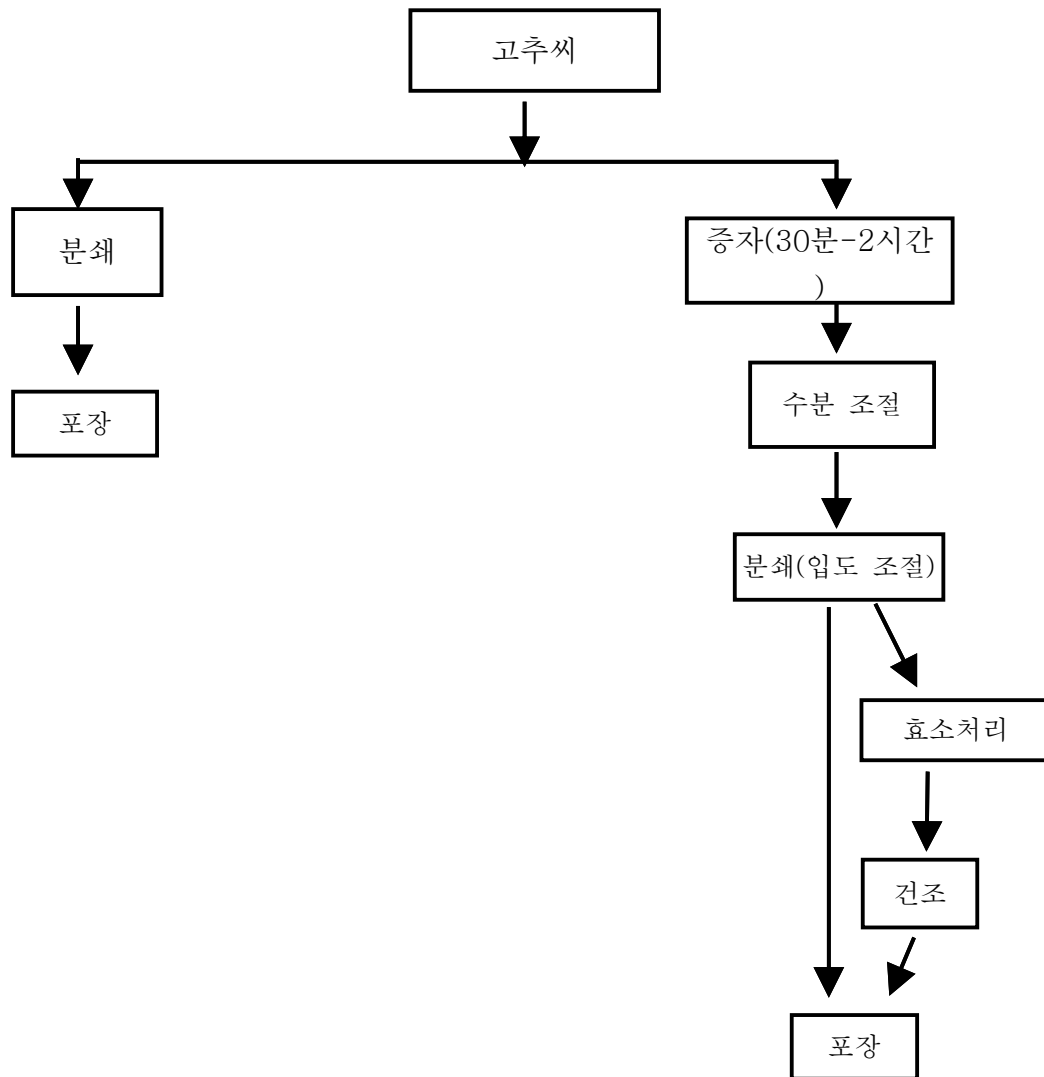 고추씨
분쇄
증자(30분-2시간
)
포장
수분 조절
분쇄(입도 조절)
효소처리
건조
포장